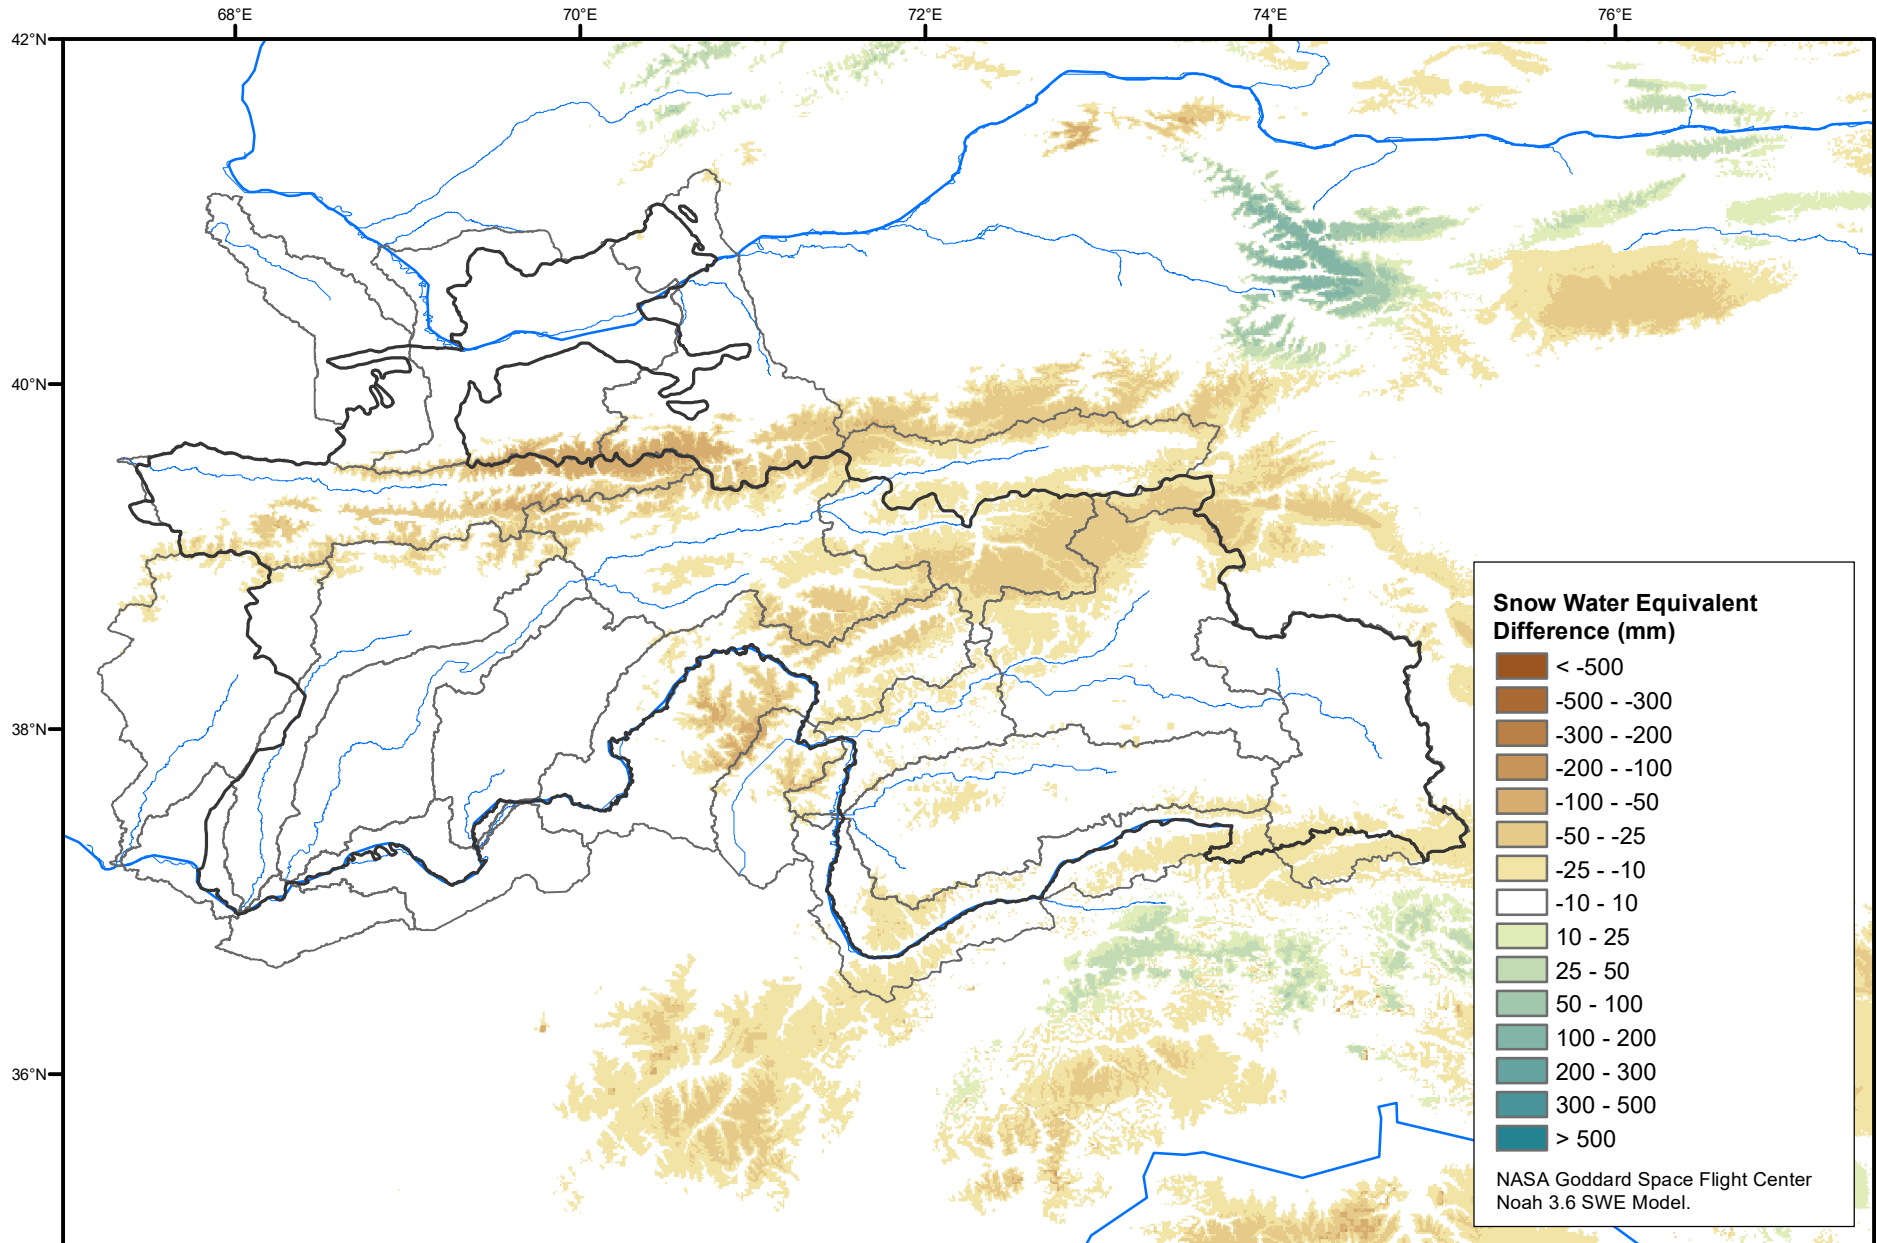 68°E
70°E
72°E
74°E
76°E
42°N
40°N
38°N
36°N
Snow Water Equivalent
Difference (mm)
< -500
-500 - -300
-300 - -200
-200 - -100
-100 - -50
-50 - -25
-25 - -10
-10 - 10
10 - 25
25 - 50
50 - 100
100 - 200
200 - 300
300 - 500
> 500
NASA Goddard Space Flight Center
Noah 3.6 SWE Model.